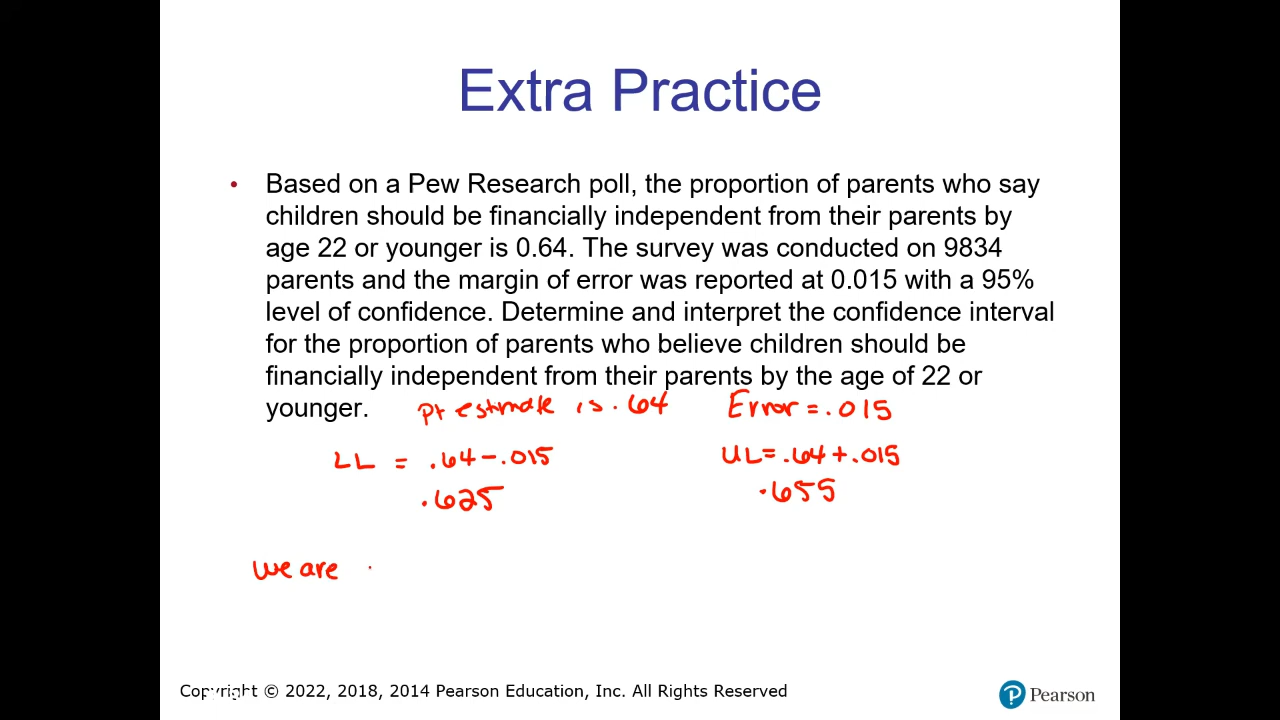 Extra Practice
• Based on a Pew Research poll, the proportion of parents who say
children should be financially independent from their parents by
age 22 or younger is 0.64. The survey was conducted on 9834
parents and the margin of error was reported at 0.015 with a 95%
level of confidence. Determine and interpret the confidence interval
for the proportion of parents who believe children should be
financially independent from their parents by the age of 22 or
younger.
pt estimate is .64 Error = .015
LL = .64 - .015 UL = .64 + .015
.625 .655
we are
Copyright © 2022, 2018, 2014 Pearson Education, Inc. All Rights Reserved
P Pearson